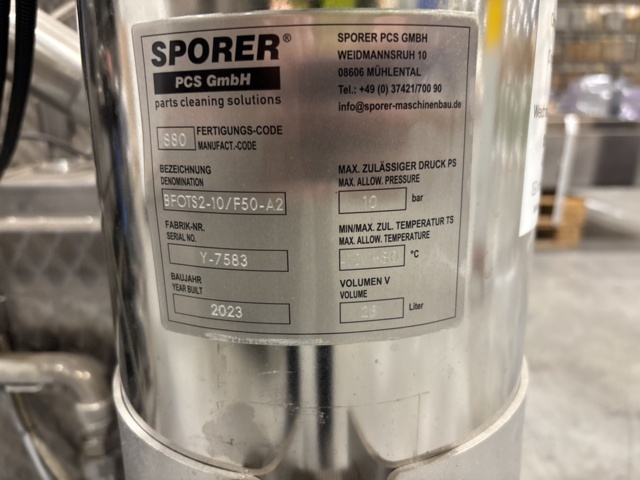 SPORER®
PCS GmbH
parts cleaning solutions
SPORER PCS GMBH
WEIDMANNSRUH 10
08606 MÜHLENTAL
Tel.: +49 (0) 37421/700 90
info@sporer-maschinenbau.de
SSO FERTIGUNGS-CODE
MANUFACT.-CODE
BEZEICHNUNG
DENOMINATION
BFOTS2-10/F50-A2
FABRIK-NR.
SERIAL NO.
Y-7583
BAUJAHR
YEAR BUILT
2023
MAX. ZULÄSSIGER DRUCK PS
MAX. ALLOW. PRESSURE
10 bar
MIN/MAX. ZUL. TEMPERATUR TS
MAX. ALLOW. TEMPERATURE
°C
VOLUMEN V
VOLUME
Liter